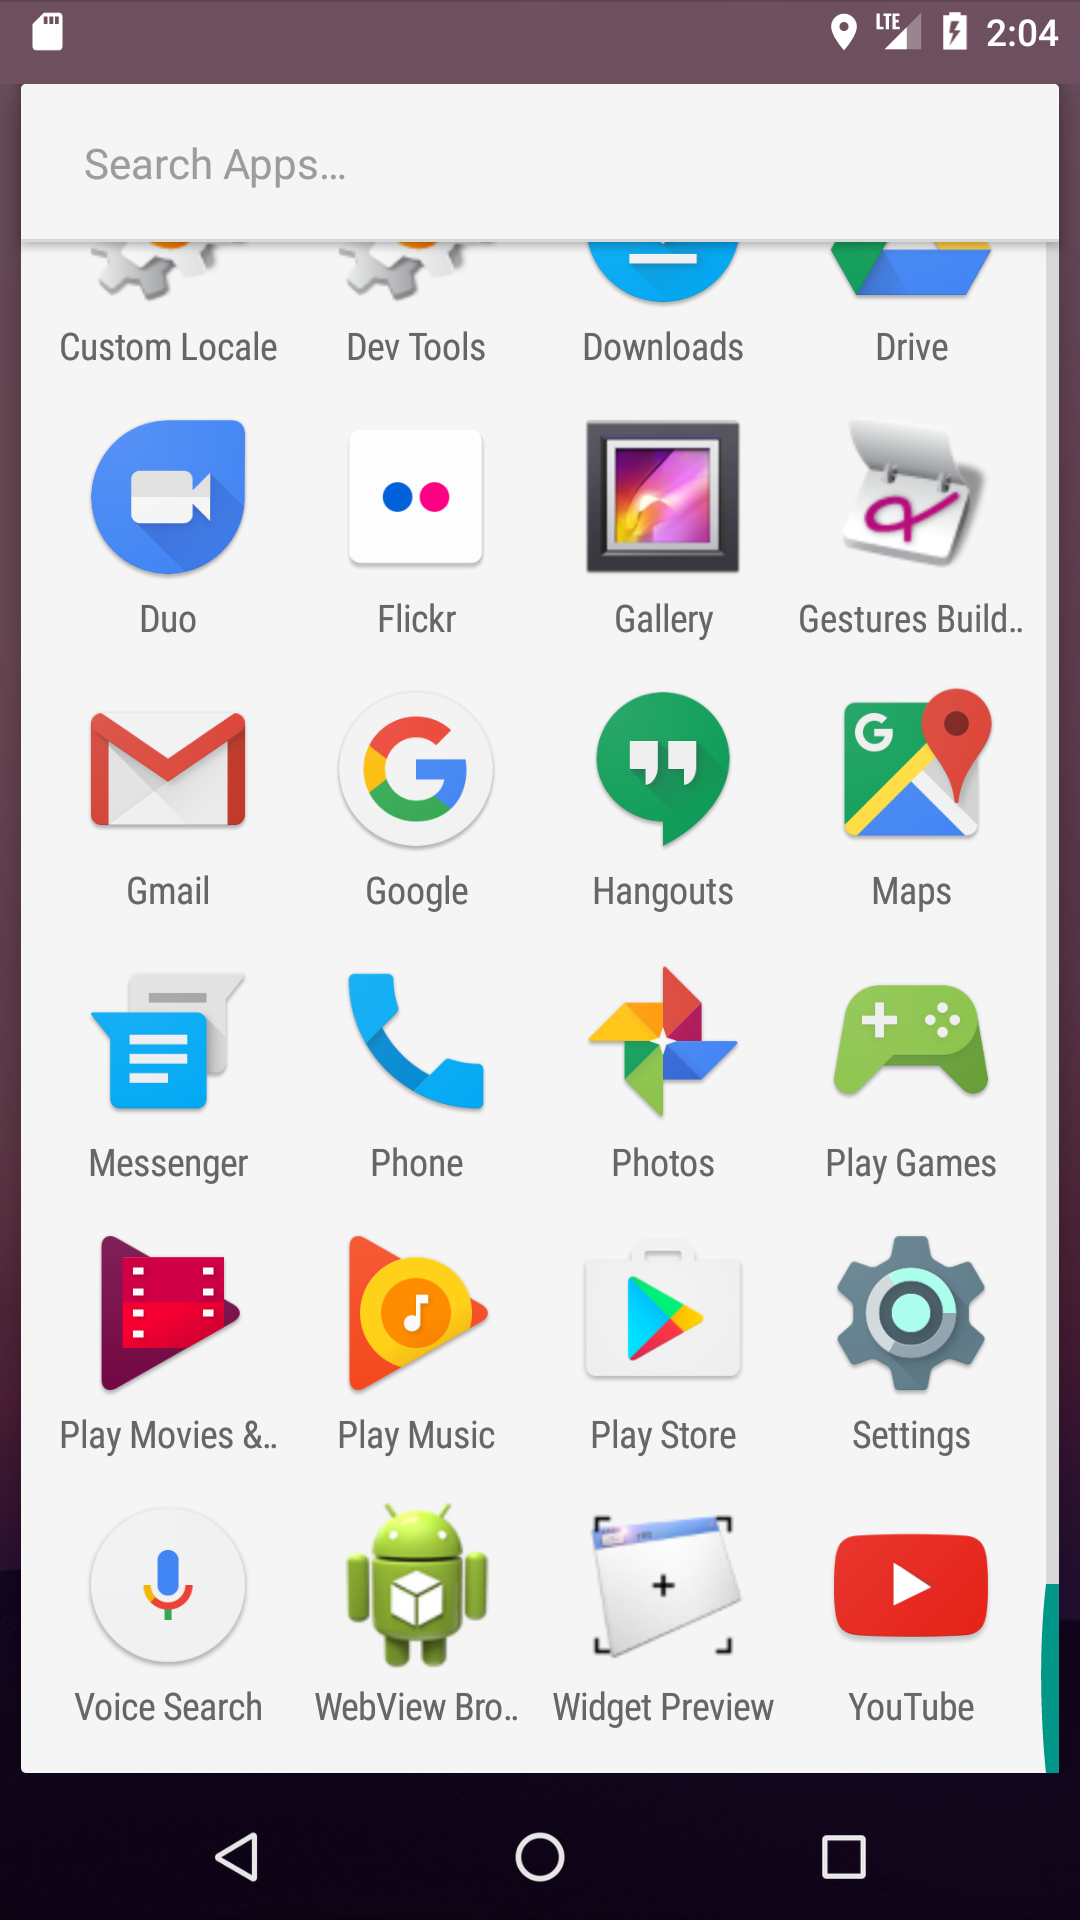 LTE 2:04
Search Apps...
Custom Locale Dev Tools Downloads Drive
Duo Flickr Gallery Gestures Build..
Gmail Google Hangouts Maps
Messenger Phone Photos Play Games
Play Movies &.. Play Music Play Store Settings
Voice Search WebView Bro.. Widget Preview YouTube